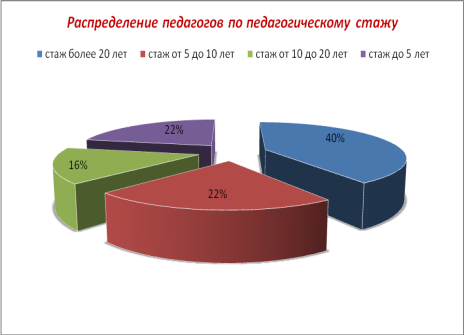 Распределение педагогов по педагогическому стажу
стаж более 20 лет стаж от 5 до 10 лет стаж от 10 до 20 лет стаж до 5 лет
22%
40%
16%
22%